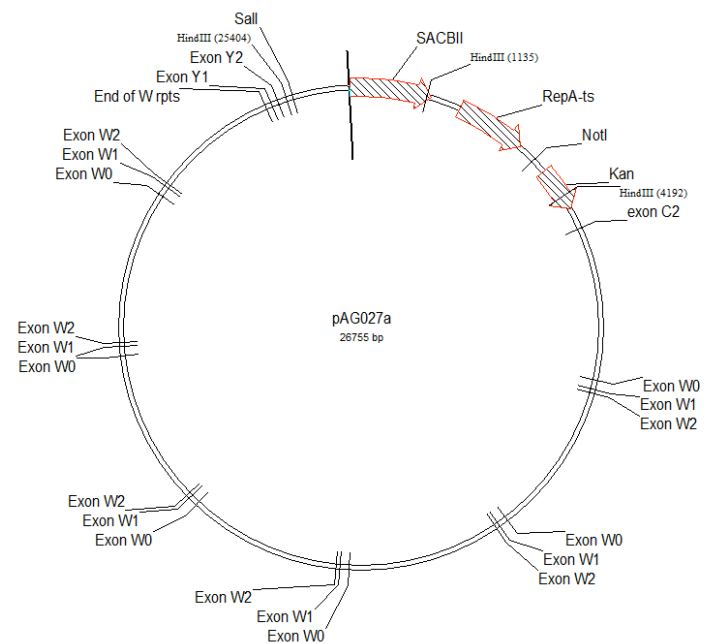 SalI
HindIII (25404)
Exon Y2
Exon Y1
End of W rpts
SACBII
HindIII (1135)
RepA-ts
NotI
Kan
HindIII (4192)
exon C2
Exon W2
Exon W1
Exon W0
pAG027a
26755 bp
Exon W2
Exon W1
Exon W0
Exon W0
Exon W1
Exon W2
Exon W2
Exon W1
Exon W0
Exon W0
Exon W1
Exon W2
Exon W2
Exon W1
Exon W0